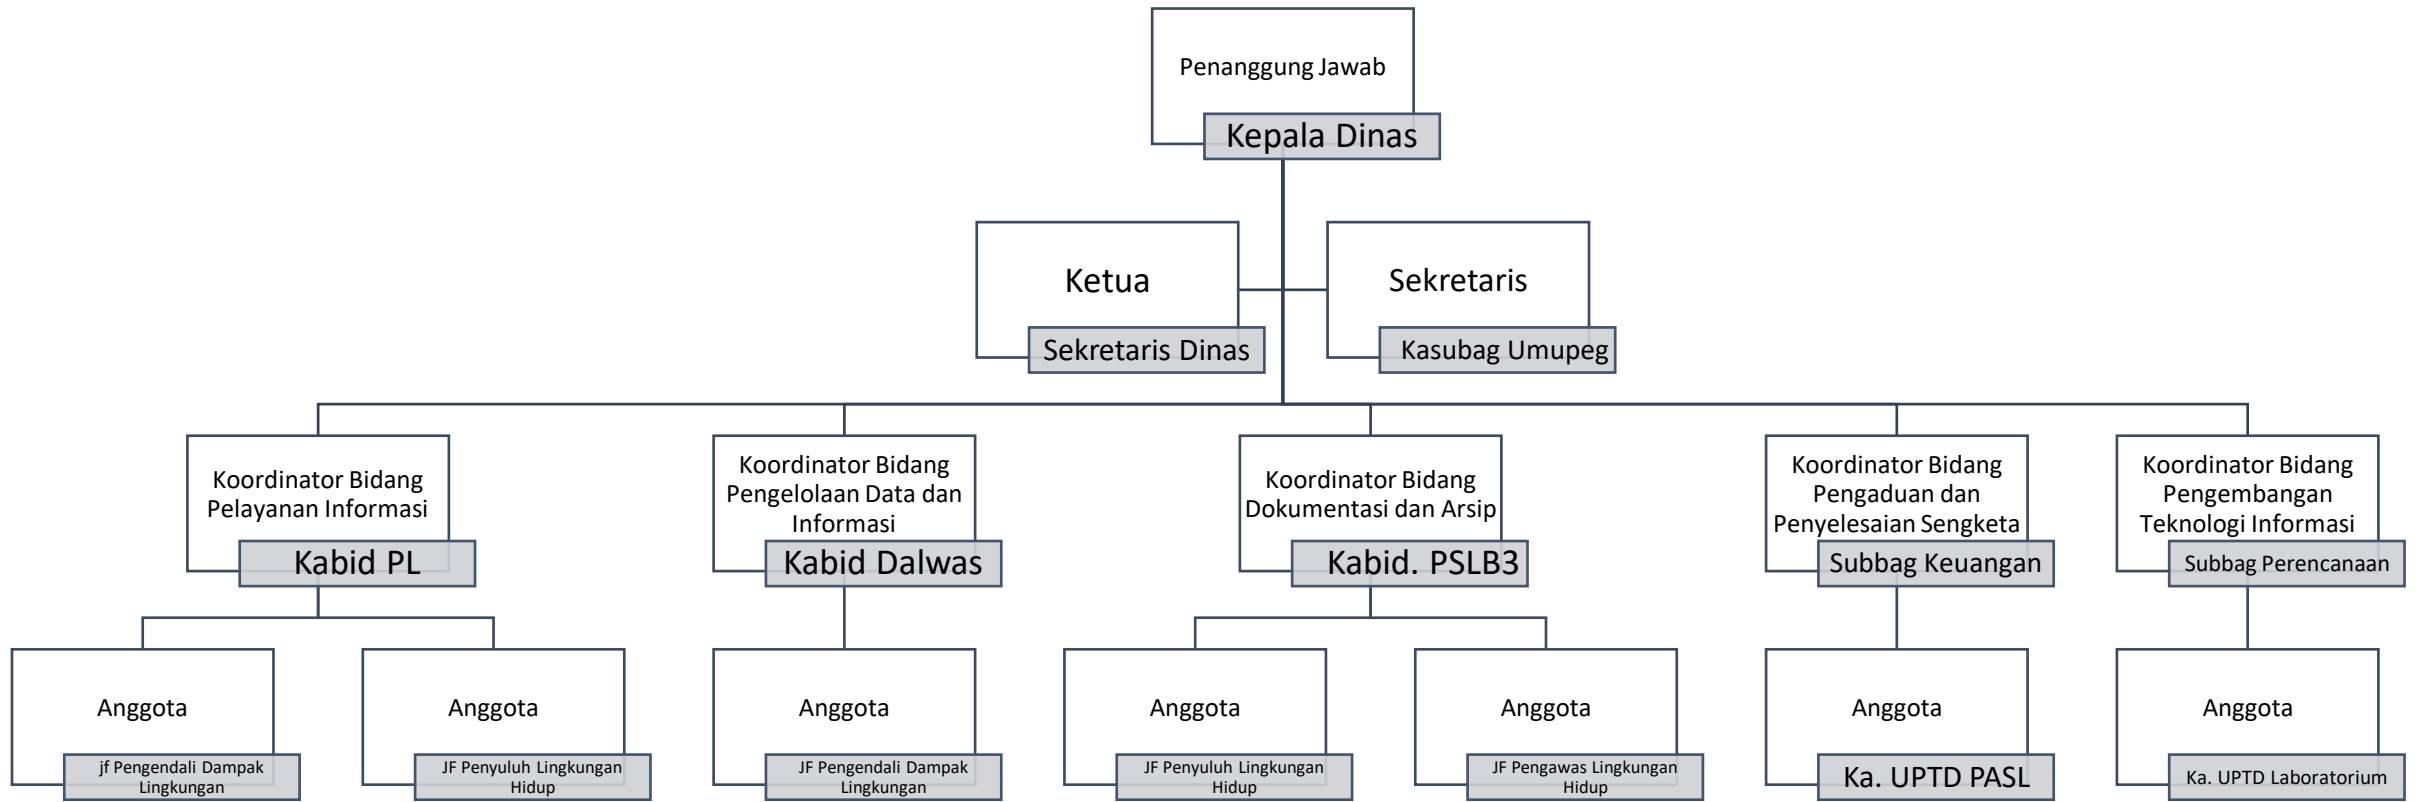 Penanggung Jawab
Kepala Dinas
Ketua
Sekretaris Dinas
Sekretaris
Kasubag Umupeg
Koordinator Bidang
Pelayanan Informasi
Kabid PL
Koordinator Bidang
Pengelolaan Data dan
Informasi
Kabid Dalwas
Koordinator Bidang
Dokumentasi dan Arsip
Kabid. PSLB3
Koordinator Bidang
Pengaduan dan
Penyelesaian Sengketa
Subbag Keuangan
Koordinator Bidang
Pengembangan
Teknologi Informasi
Subbag Perencanaan
Anggota
jf Pengendali Dampak
Lingkungan
Anggota
JF Penyuluh Lingkungan
Hidup
Anggota
JF Pengendali Dampak
Lingkungan
Anggota
JF Penyuluh Lingkungan
Hidup
Anggota
JF Pengawas Lingkungan
Hidup
Anggota
Ka. UPTD PASL
Anggota
Ka. UPTD Laboratorium